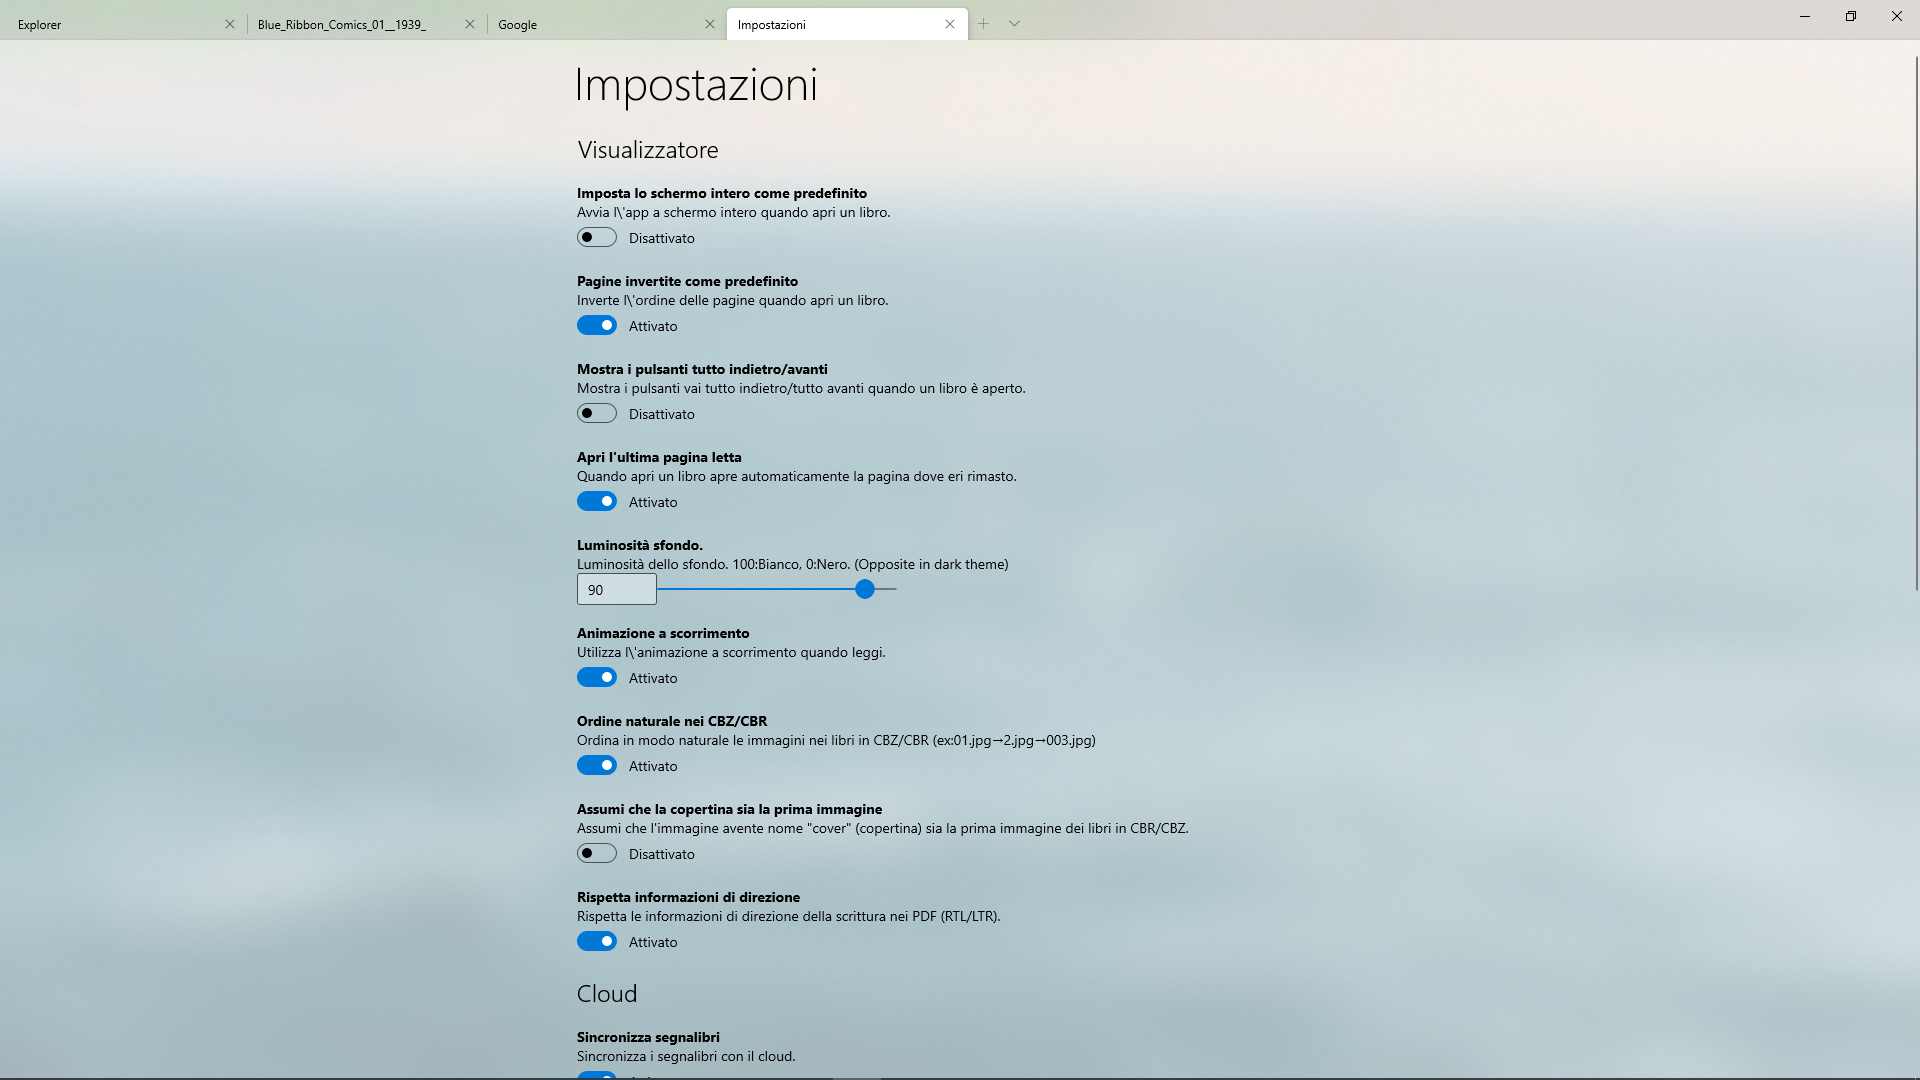 Explorer
Blue_Ribbon_Comics_01__1939_
Google
Impostazioni
Impostazioni
Visualizzatore
Imposta lo schermo intero come predefinito
Avvia l\'app a schermo intero quando apri un libro.
Disattivato
Pagine invertite come predefinito
Inverte l\'ordine delle pagine quando apri un libro.
Attivato
Mostra i pulsanti tutto indietro/avanti
Mostra i pulsanti vai tutto indietro/tutto avanti quando un libro è aperto.
Disattivato
Apri l'ultima pagina letta
Quando apri un libro apre automaticamente la pagina dove eri rimasto.
Attivato
Luminosità sfondo.
Luminosità dello sfondo. 100:Bianco, 0:Nero. (Opposite in dark theme)
90
Animazione a scorrimento
Utilizza l\'animazione a scorrimento quando leggi.
Attivato
Ordine naturale nei CBZ/CBR
Ordina in modo naturale le immagini nei libri in CBZ/CBR (ex:01.jpg→2.jpg→003.jpg)
Attivato
Assumi che la copertina sia la prima immagine
Assumi che l'immagine avente nome "cover" (copertina) sia la prima immagine dei libri in CBR/CBZ.
Disattivato
Rispetta informazioni di direzione
Rispetta le informazioni di direzione della scrittura nei PDF (RTL/LTR).
Attivato
Cloud
Sincronizza segnalibri
Sincronizza i segnalibri con il cloud.